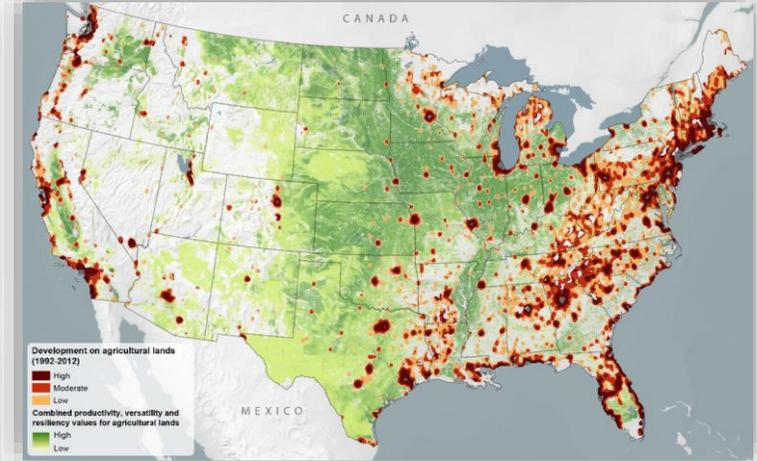 CANADA
MEXICO
Development on agricultural lands
(1992-2012)
High
Moderate
Low
Combined productivity, versatility and
resiliency values for agricultural lands
High
Low